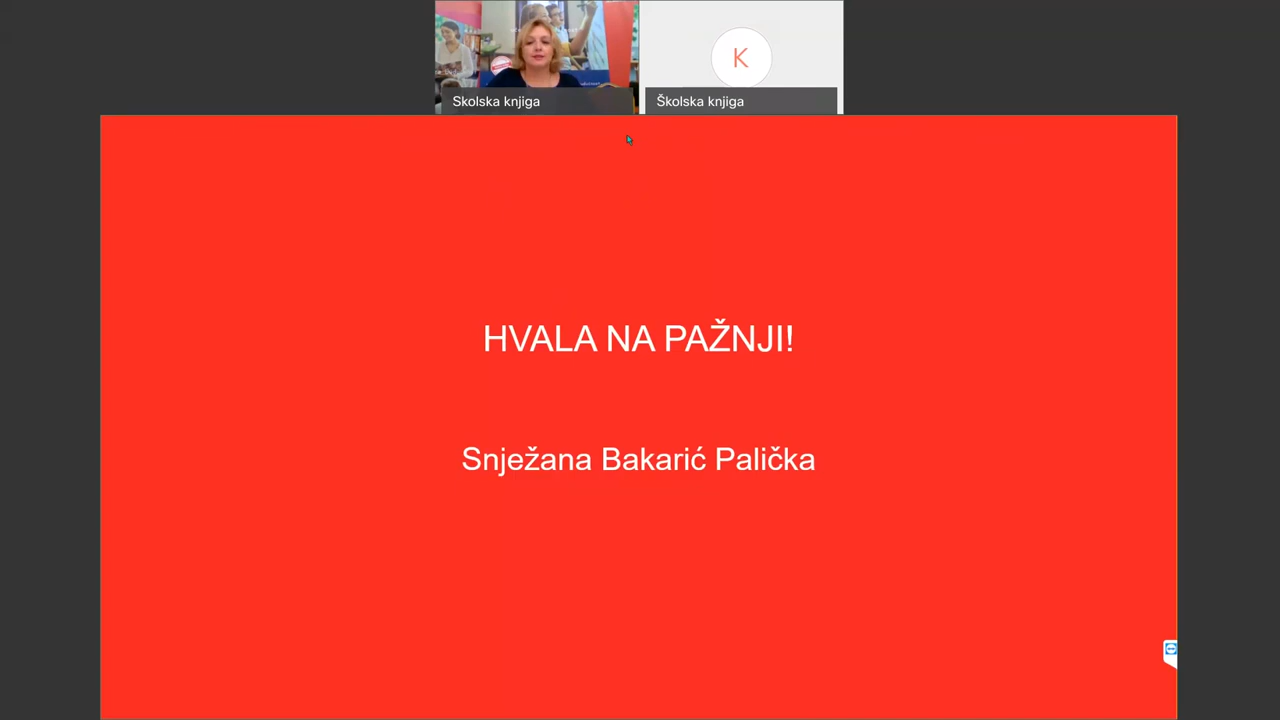 Skolska knjiga
K
Školska knjiga
HVALA NA PAŽNJI!
Snježana Bakarić Palička